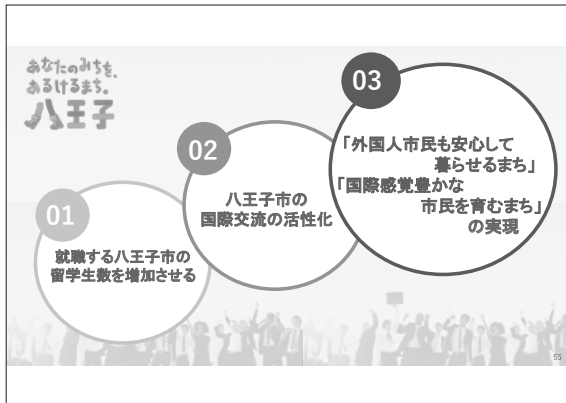 あなたのみちを、
あるけるまち。
八王子
01
就職する八王子市の
留学生数を増加させる
02
八王子市の
国際交流の活性化
03
「外国人市民も安心して
暮らせるまち」
「国際感覚豊かな
市民を育むまち」
の実現
55